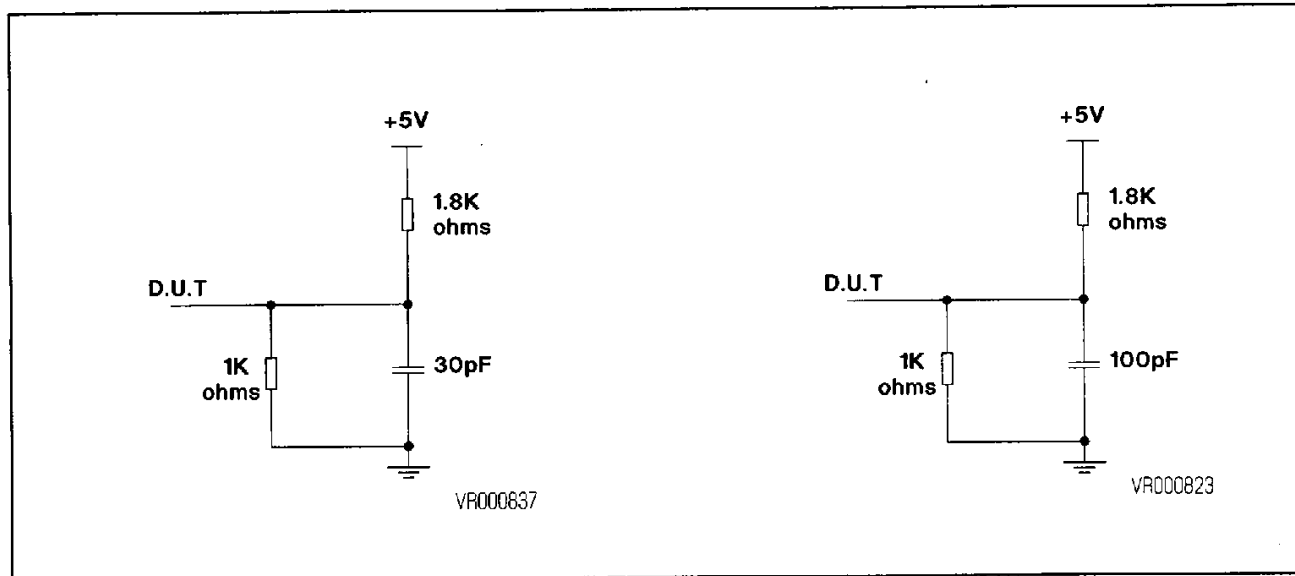 +5V
1.8K
ohms
D.U.T
1K
ohms
30pF
VR000837
+5V
1.8K
ohms
D.U.T
1K
ohms
100pF
VR000823